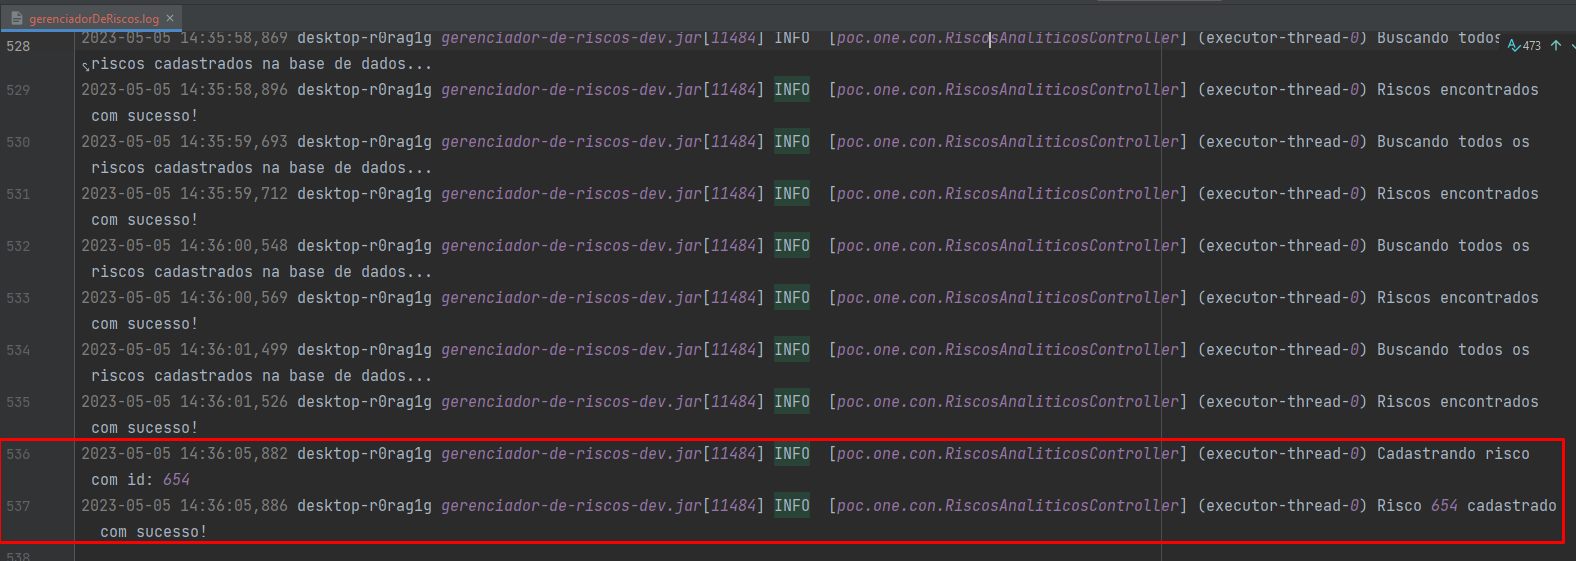 gerenciadorDeRiscos.log
473
528 2023-05-05 14:35:58,869 desktop-r0rag1g gerenciador-de-riscos-dev.jar[11484] INFO [poc.one.con.RiscosAnaliticosController] (executor-thread-0) Buscando todos
riscos cadastrados na base de dados...
529 2023-05-05 14:35:58,896 desktop-r0rag1g gerenciador-de-riscos-dev.jar[11484] INFO [poc.one.con.RiscosAnaliticosController] (executor-thread-0) Riscos encontrados
com sucesso!
530 2023-05-05 14:35:59,693 desktop-r0rag1g gerenciador-de-riscos-dev.jar[11484] INFO [poc.one.con.RiscosAnaliticosController] (executor-thread-0) Buscando todos os
riscos cadastrados na base de dados...
531 2023-05-05 14:35:59,712 desktop-r0rag1g gerenciador-de-riscos-dev.jar[11484] INFO [poc.one.con.RiscosAnaliticosController] (executor-thread-0) Riscos encontrados
com sucesso!
532 2023-05-05 14:36:00,548 desktop-r0rag1g gerenciador-de-riscos-dev.jar[11484] INFO [poc.one.con.RiscosAnaliticosController] (executor-thread-0) Buscando todos os
riscos cadastrados na base de dados...
533 2023-05-05 14:36:00,569 desktop-r0rag1g gerenciador-de-riscos-dev.jar[11484] INFO [poc.one.con.RiscosAnaliticosController] (executor-thread-0) Riscos encontrados
com sucesso!
534 2023-05-05 14:36:01,499 desktop-r0rag1g gerenciador-de-riscos-dev.jar[11484] INFO [poc.one.con.RiscosAnaliticosController] (executor-thread-0) Buscando todos os
riscos cadastrados na base de dados...
535 2023-05-05 14:36:01,526 desktop-r0rag1g gerenciador-de-riscos-dev.jar[11484] INFO [poc.one.con.RiscosAnaliticosController] (executor-thread-0) Riscos encontrados
com sucesso!
536 2023-05-05 14:36:05,882 desktop-r0rag1g gerenciador-de-riscos-dev.jar[11484] INFO [poc.one.con.RiscosAnaliticosController] (executor-thread-0) Cadastrando risco
com id: 654
537 2023-05-05 14:36:05,886 desktop-r0rag1g gerenciador-de-riscos-dev.jar[11484] INFO [poc.one.con.RiscosAnaliticosController] (executor-thread-0) Risco 654 cadastrado
com sucesso!
538